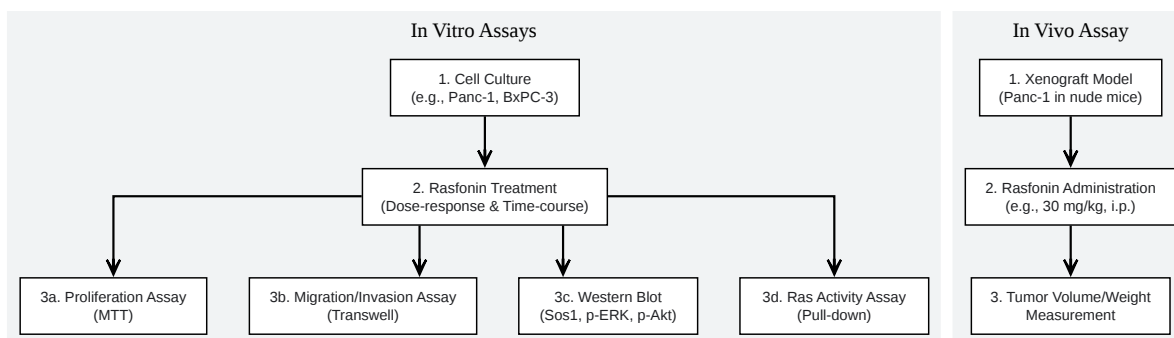 In Vitro Assays
1. Cell Culture
(e.g., Panc-1, BxPC-3)
2. Rasfonin Treatment
(Dose-response & Time-course)
3a. Proliferation Assay
(MTT)
3b. Migration/Invasion Assay
(Transwell)
3c. Western Blot
(Sos1, p-ERK, p-Akt)
3d. Ras Activity Assay
(Pull-down)
In Vivo Assay
1. Xenograft Model
(Panc-1 in nude mice)
2. Rasfonin Administration
(e.g., 30 mg/kg, i.p.)
3. Tumor Volume/Weight
Measurement